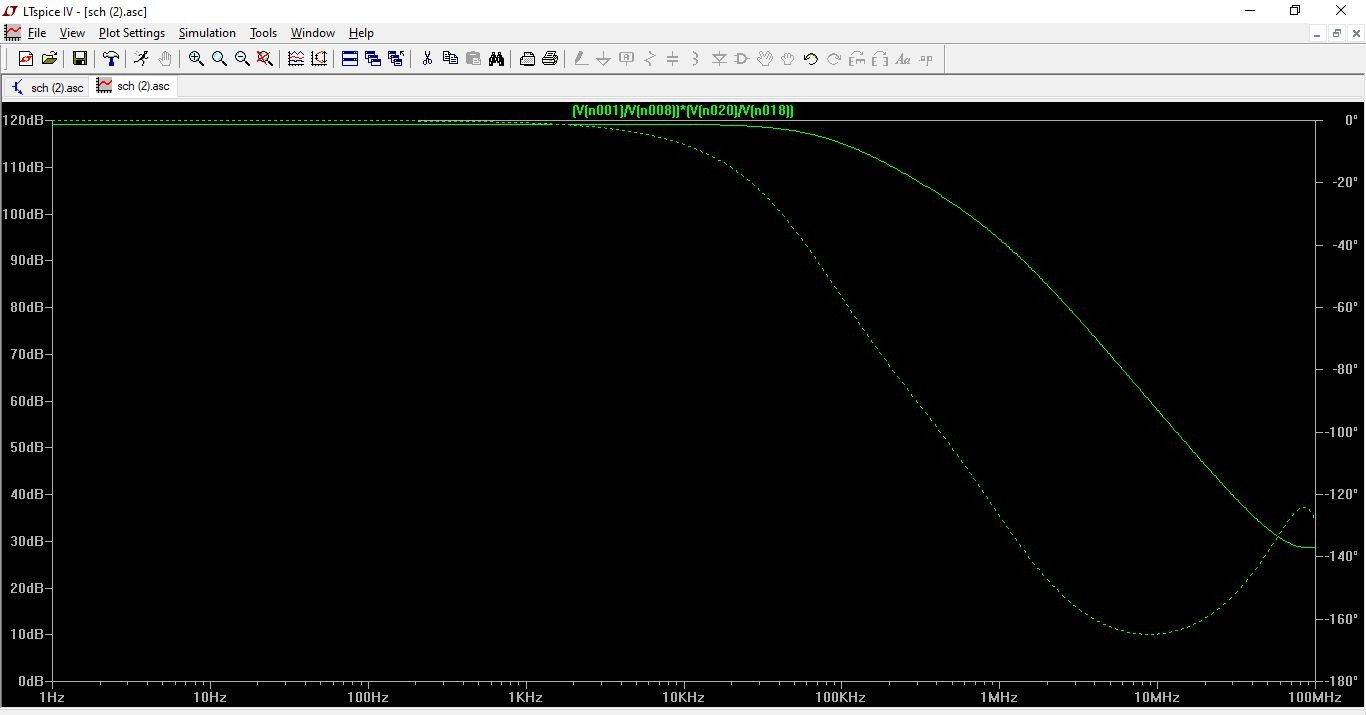 LTspice IV - [sch (2).asc]
File View Plot Settings Simulation Tools Window Help
sch (2).asc sch (2).asc
(V(n001)/V(n008))*(V(n020)/V(n018))
120dB 0°
110dB
-20°
100dB
-40°
90dB
80dB -60°
70dB
-80°
60dB
-100°
50dB
40dB -120°
30dB
-140°
20dB
-160°
10dB
0dB -180°
1Hz 10Hz 100Hz 1KHz 10KHz 100KHz 1MHz 10MHz 100MHz